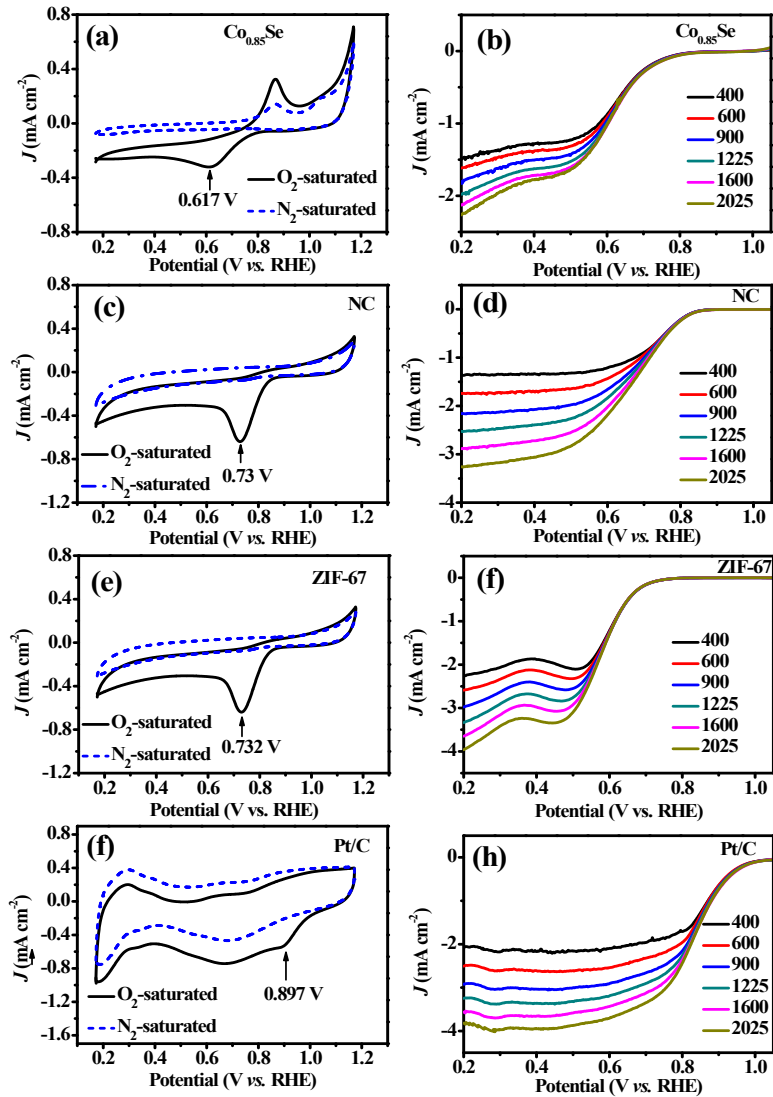 (a)
Co0.85Se
J (mA cm-2)
0.8
0.4
0.0
-0.4
-0.8
0.617 V
O2-saturated
N2-saturated
0.2 0.4 0.6 0.8 1.0 1.2
Potential (V vs. RHE)
(b)
Co0.85Se
J (mA cm-2)
0
-1
-2
400
600
900
1225
1600
2025
0.2 0.4 0.6 0.8 1.0
Potential (V vs. RHE)
(c)
NC
J (mA cm-2)
0.8
0.4
0.0
-0.4
-0.8
-1.2
O2-saturated
N2-saturated
0.73 V
0.2 0.4 0.6 0.8 1.0 1.2
Potential (V vs. RHE)
(d)
NC
J (mA cm-2)
0
-1
-2
-3
-4
400
600
900
1225
1600
2025
0.2 0.4 0.6 0.8 1.0
Potential (V vs. RHE)
(e)
ZIF-67
J (mA cm-2)
0.8
0.4
0.0
-0.4
-0.8
-1.2
O2-saturated
N2-saturated
0.732 V
0.2 0.4 0.6 0.8 1.0 1.2
Potential (V vs. RHE)
(f)
ZIF-67
J (mA cm-2)
0
-1
-2
-3
-4
-5
400
600
900
1225
1600
2025
0.2 0.4 0.6 0.8 1.0
Potential (V vs. RHE)
(f)
Pt/C
J (mA cm-2)
0.8
0.4
0.0
-0.4
-0.8
-1.6
O2-saturated
N2-saturated
0.897 V
0.2 0.4 0.6 0.8 1.0 1.2
Potential (V vs. RHE)
(h)
Pt/C
J (mA cm-2)
0
-2
-4
400
600
900
1225
1600
2025
0.2 0.4 0.6 0.8 1.0
Potential (V vs. RHE)